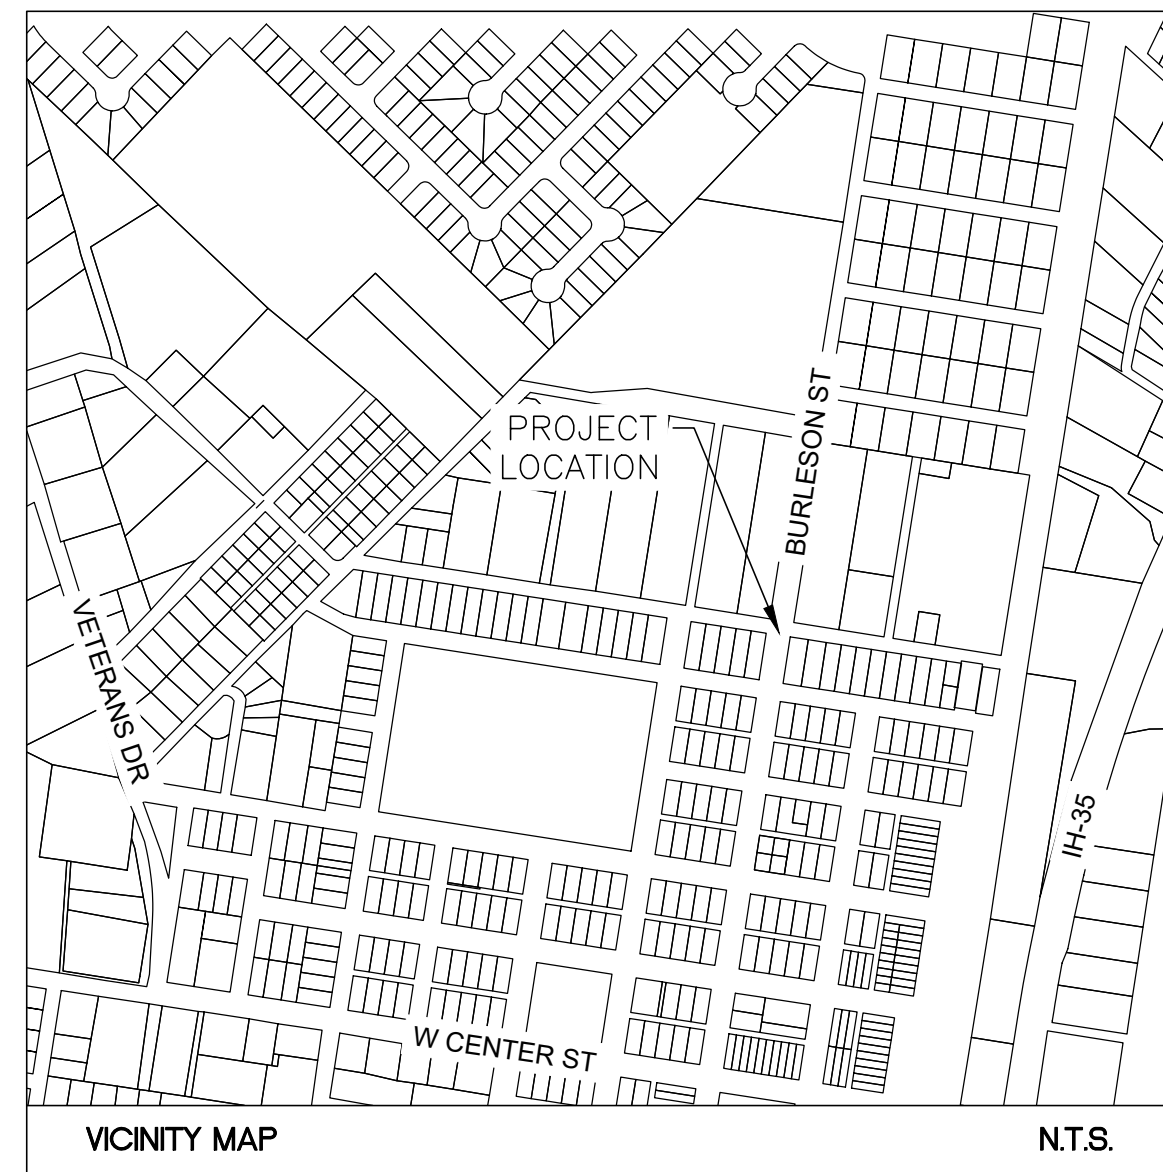 PROJECT
LOCATION
BURLESON ST
VETERANS DR
IH-35
W CENTER ST
VICINITY MAP
N.T.S.